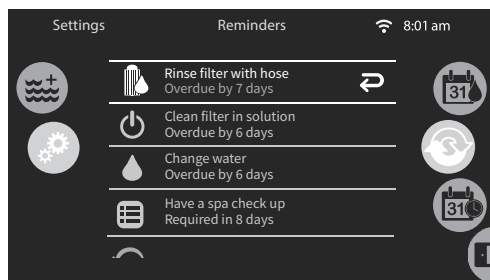 Settings
Reminders
8:01 am
Rinse filter with hose
Overdue by 7 days
31
Clean filter in solution
Overdue by 6 days
Change water
Overdue by 6 days
Have a spa check up
Required in 8 days
31